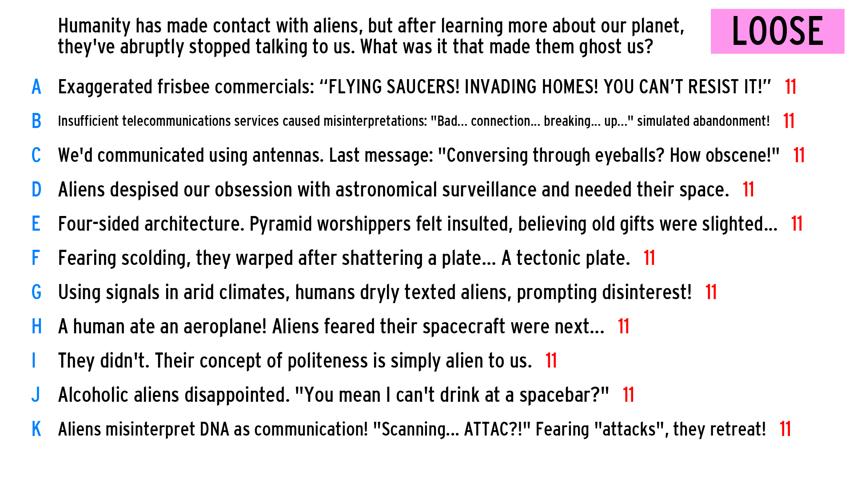 Humanity has made contact with aliens, but after learning more about our planet,
they've abruptly stopped talking to us. What was it that made them ghost us?
LOOSE
A Exaggerated frisbee commercials: “FLYING SAUCERS! INVADING HOMES! YOU CAN’T RESIST IT!” 11
B Insufficient telecommunications services caused misinterpretations: "Bad... connection... breaking... up..." simulated abandonment! 11
C We'd communicated using antennas. Last message: "Conversing through eyeballs? How obscene!" 11
D Aliens despised our obsession with astronomical surveillance and needed their space. 11
E Four-sided architecture. Pyramid worshippers felt insulted, believing old gifts were slighted... 11
F Fearing scolding, they warped after shattering a plate... A tectonic plate. 11
G Using signals in arid climates, humans dryly texted aliens, prompting disinterest! 11
H A human ate an aeroplane! Aliens feared their spacecraft were next... 11
I They didn't. Their concept of politeness is simply alien to us. 11
J Alcoholic aliens disappointed. "You mean I can't drink at a spacebar?" 11
K Aliens misinterpret DNA as communication! "Scanning... ATTAC?!" Fearing "attacks", they retreat! 11